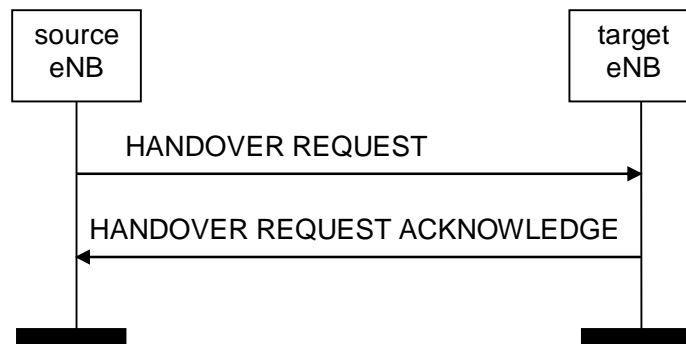 source
eNB
target
eNB
HANDOVER REQUEST
HANDOVER REQUEST ACKNOWLEDGE